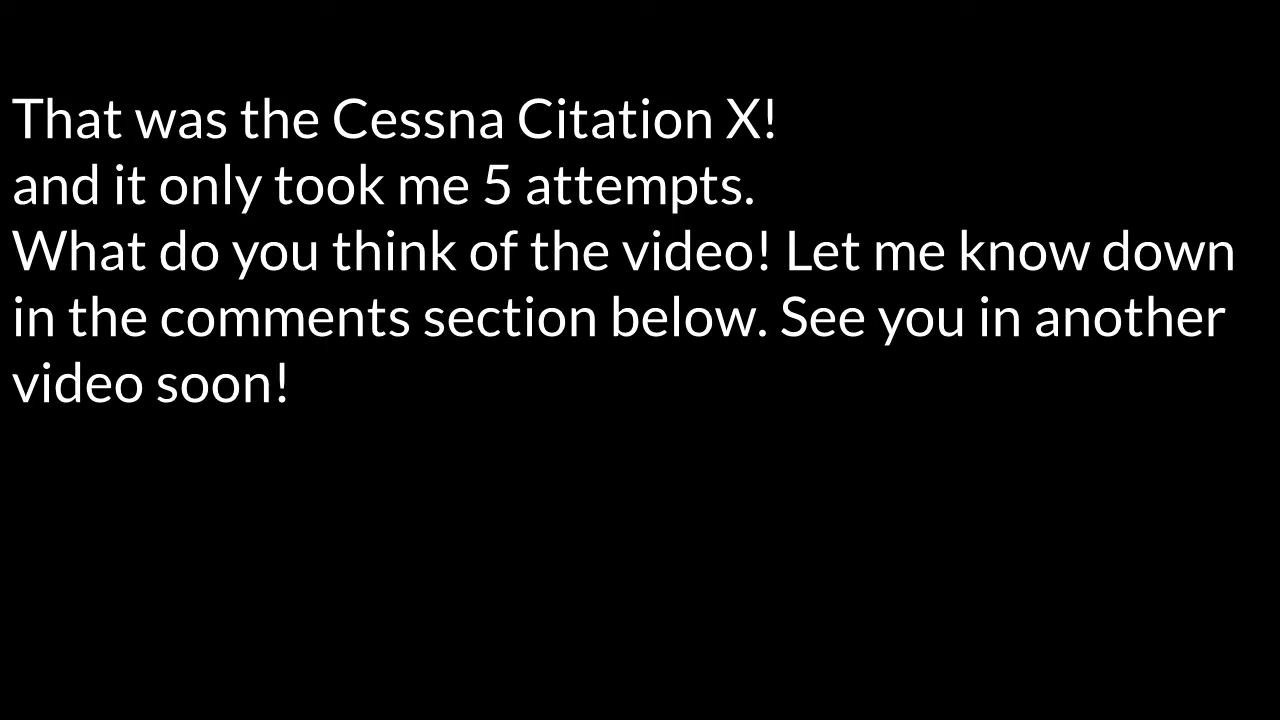 That was the Cessna Citation X!
and it only took me 5 attempts.
What do you think of the video! Let me know down
in the comments section below. See you in another
video soon!